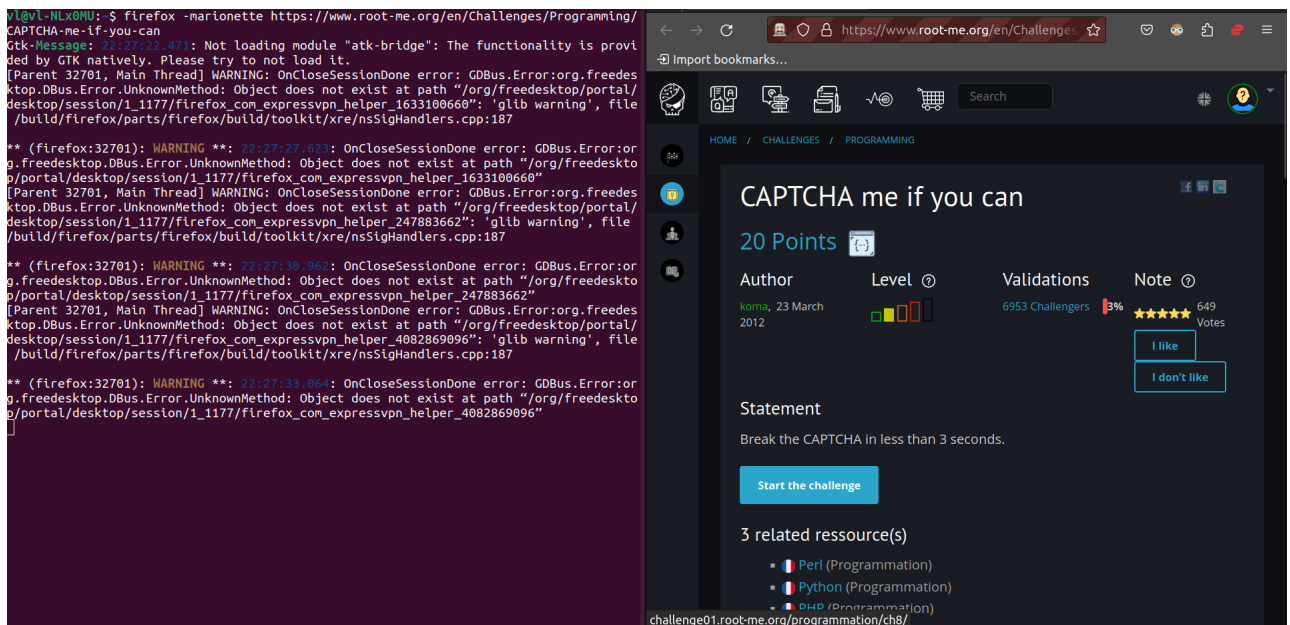 vl@vl-NLx0MU:~$ firefox -marionette https://www.root-me.org/en/Challenges/Programming/
CAPTCHA-me-if-you-can
Gtk-Message: 22:27:22.471: Not loading module "atk-bridge": The functionality is provi
ded by GTK natively. Please try to not load it.
[Parent 32701, Main Thread] WARNING: OnCloseSessionDone error: GDBus.Error:org.freedes
ktop.DBus.Error.UnknownMethod: Object does not exist at path “/org/freedesktop/portal/
desktop/session/1_1177/firefox_com_expressvpn_helper_1633100660”: 'glib warning', file
/build/firefox/parts/firefox/build/toolkit/xre/nsSigHandlers.cpp:187
** (firefox:32701): WARNING **: 22:27:27.623: OnCloseSessionDone error: GDBus.Error:or
g.freedesktop.DBus.Error.UnknownMethod: Object does not exist at path “/org/freedeskto
p/portal/desktop/session/1_1177/firefox_com_expressvpn_helper_1633100660”
[Parent 32701, Main Thread] WARNING: OnCloseSessionDone error: GDBus.Error:org.freedes
ktop.DBus.Error.UnknownMethod: Object does not exist at path “/org/freedesktop/portal/
desktop/session/1_1177/firefox_com_expressvpn_helper_247883662”: 'glib warning', file
/build/firefox/parts/firefox/build/toolkit/xre/nsSigHandlers.cpp:187
** (firefox:32701): WARNING **: 22:27:30.962: OnCloseSessionDone error: GDBus.Error:or
g.freedesktop.DBus.Error.UnknownMethod: Object does not exist at path “/org/freedeskto
p/portal/desktop/session/1_1177/firefox_com_expressvpn_helper_247883662”
[Parent 32701, Main Thread] WARNING: OnCloseSessionDone error: GDBus.Error:org.freedes
ktop.DBus.Error.UnknownMethod: Object does not exist at path “/org/freedesktop/portal/
desktop/session/1_1177/firefox_com_expressvpn_helper_4082869096”: 'glib warning', file
/build/firefox/parts/firefox/build/toolkit/xre/nsSigHandlers.cpp:187
** (firefox:32701): WARNING **: 22:27:33.064: OnCloseSessionDone error: GDBus.Error:or
g.freedesktop.DBus.Error.UnknownMethod: Object does not exist at path “/org/freedeskto
p/portal/desktop/session/1_1177/firefox_com_expressvpn_helper_4082869096”
https://www.root-me.org/en/Challenges
Import bookmarks…
Search
HOME / CHALLENGES / PROGRAMMING
CAPTCHA me if you can
20 Points
Author Level Validations Note
koma, 23 March 2012
6953 Challengers 3%
649 Votes
I like
I don't like
Statement
Break the CAPTCHA in less than 3 seconds.
Start the challenge
3 related ressource(s)
Perl (Programmation)
Python (Programmation)
PHP (Programmation)
challenge01.root-me.org/programmation/ch8/